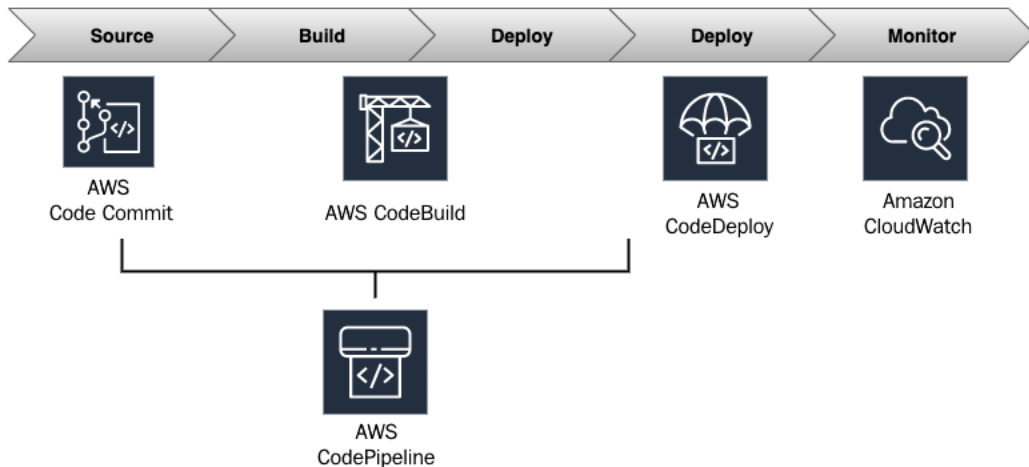 Source
Build
Deploy
Deploy
Monitor
</>
</>
</>
AWS
Code Commit
AWS CodeBuild
AWS
CodeDeploy
Amazon
CloudWatch
</>
AWS
CodePipeline